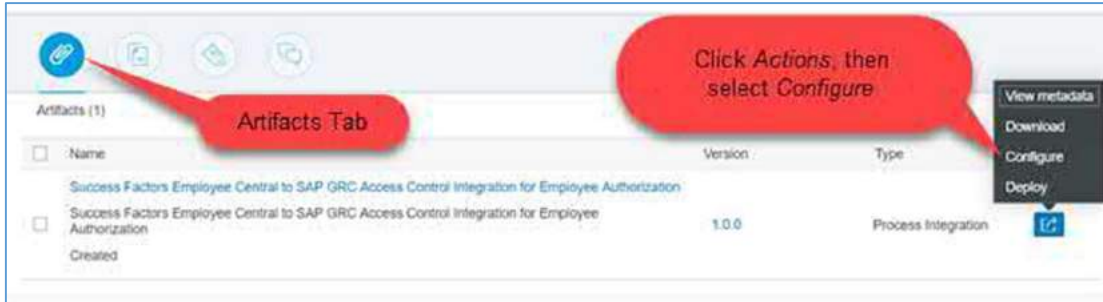 Click Actions, then
select Configure
View metadata
Artifacts (1)
Artifacts Tab
Download
Name
Version
Type
Configure
Success Factors Employee Central to SAP GRC Access Control Integration for Employee Authorization
Deploy
Success Factors Employee Central to SAP GRC Access Control Integration for Employee
Authorization
1.0.0
Process Integration
Created